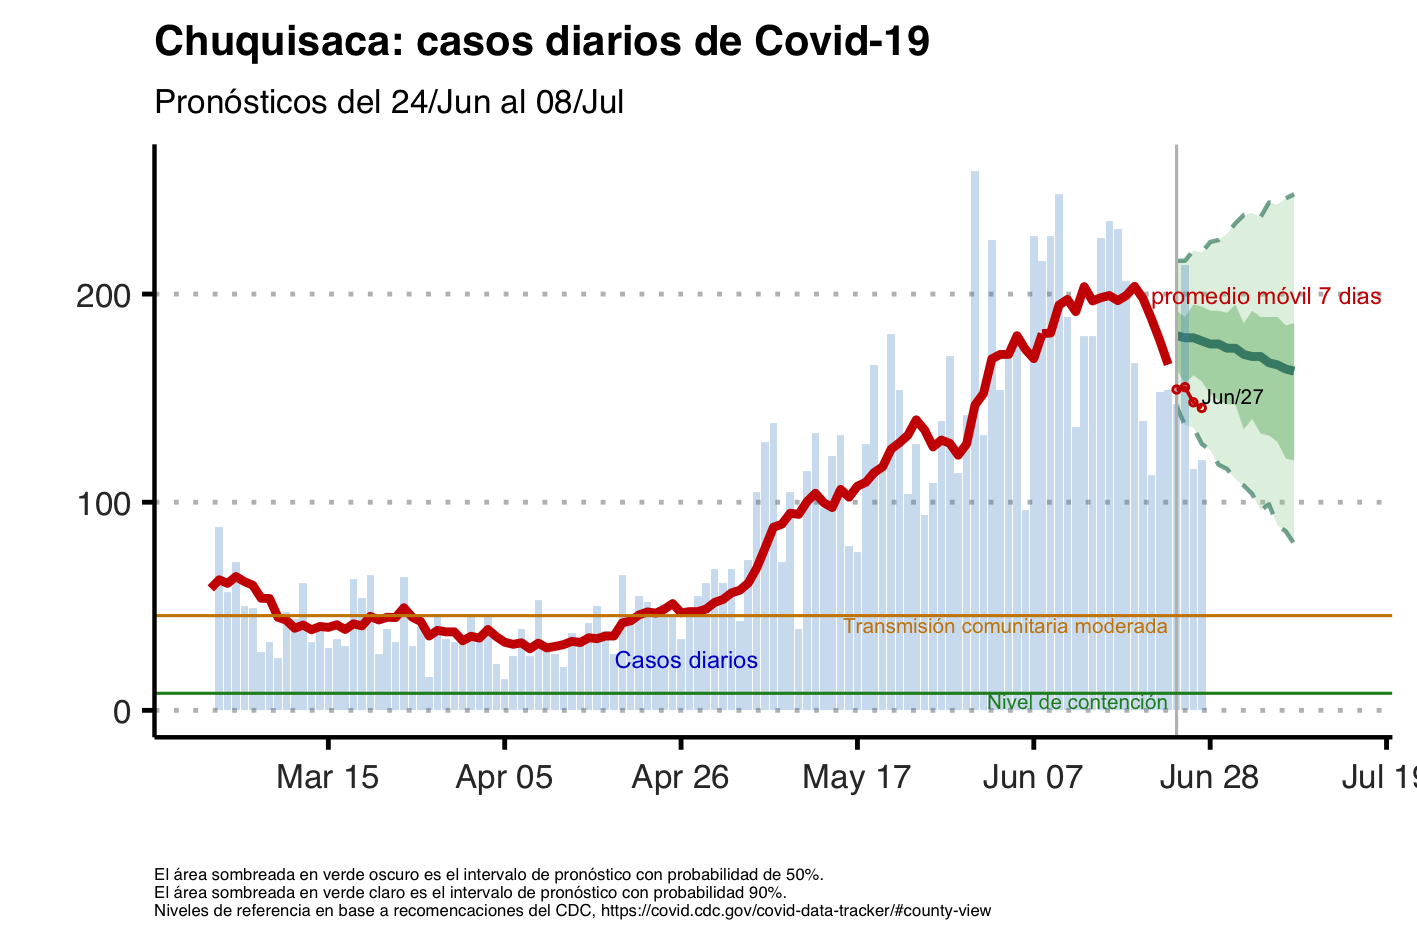 Chuquisaca: casos diarios de Covid-19
Pronósticos del 24/Jun al 08/Jul
200
promedio móvil 7 dias
Jun/27
100
Transmisión comunitaria moderada
Casos diarios
Nivel de contención
0
Mar 15 Apr 05 Apr 26 May 17 Jun 07 Jun 28 Jul 19
El área sombreada en verde oscuro es el intervalo de pronóstico con probabilidad de 50%.
El área sombreada en verde claro es el intervalo de pronóstico con probabilidad 90%.
Niveles de referencia en base a recomencaciones del CDC, https://covid.cdc.gov/covid-data-tracker/#county-view